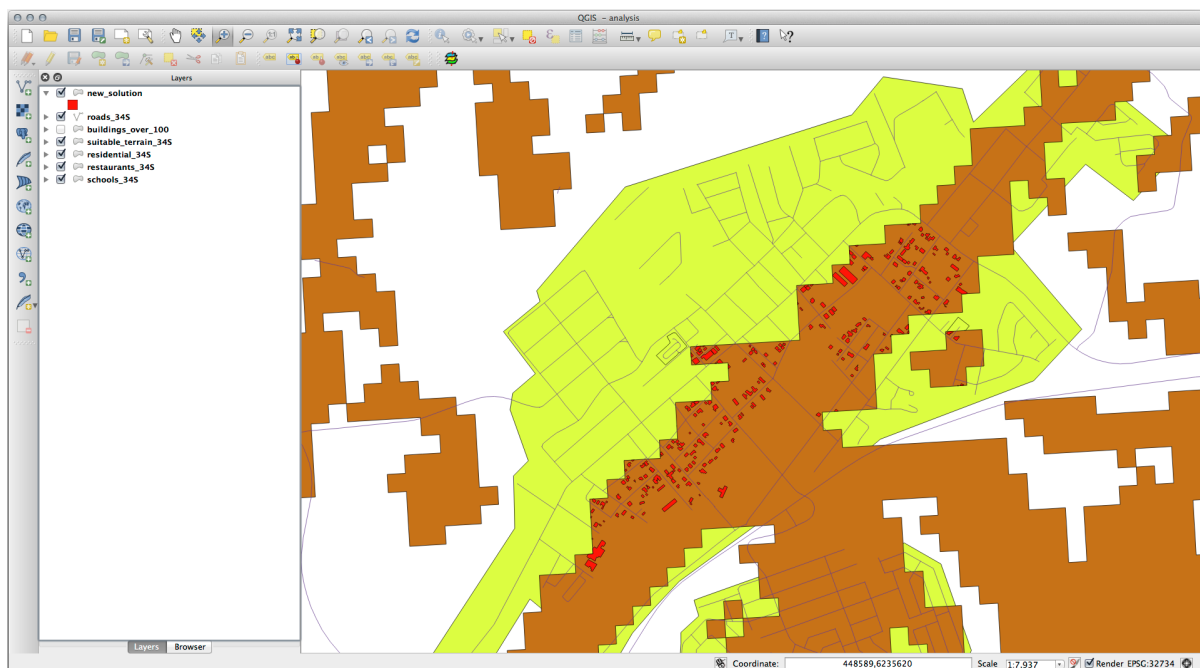 QGIS - analysis
Layers
new_solution
roads_34S
buildings_over_100
suitable_terrain_34S
residential_34S
restaurants_34S
schools_34S
Layers
Browser
Coordinate:
448589,6235620
Scale
1:7,937
Render
EPSG:32734